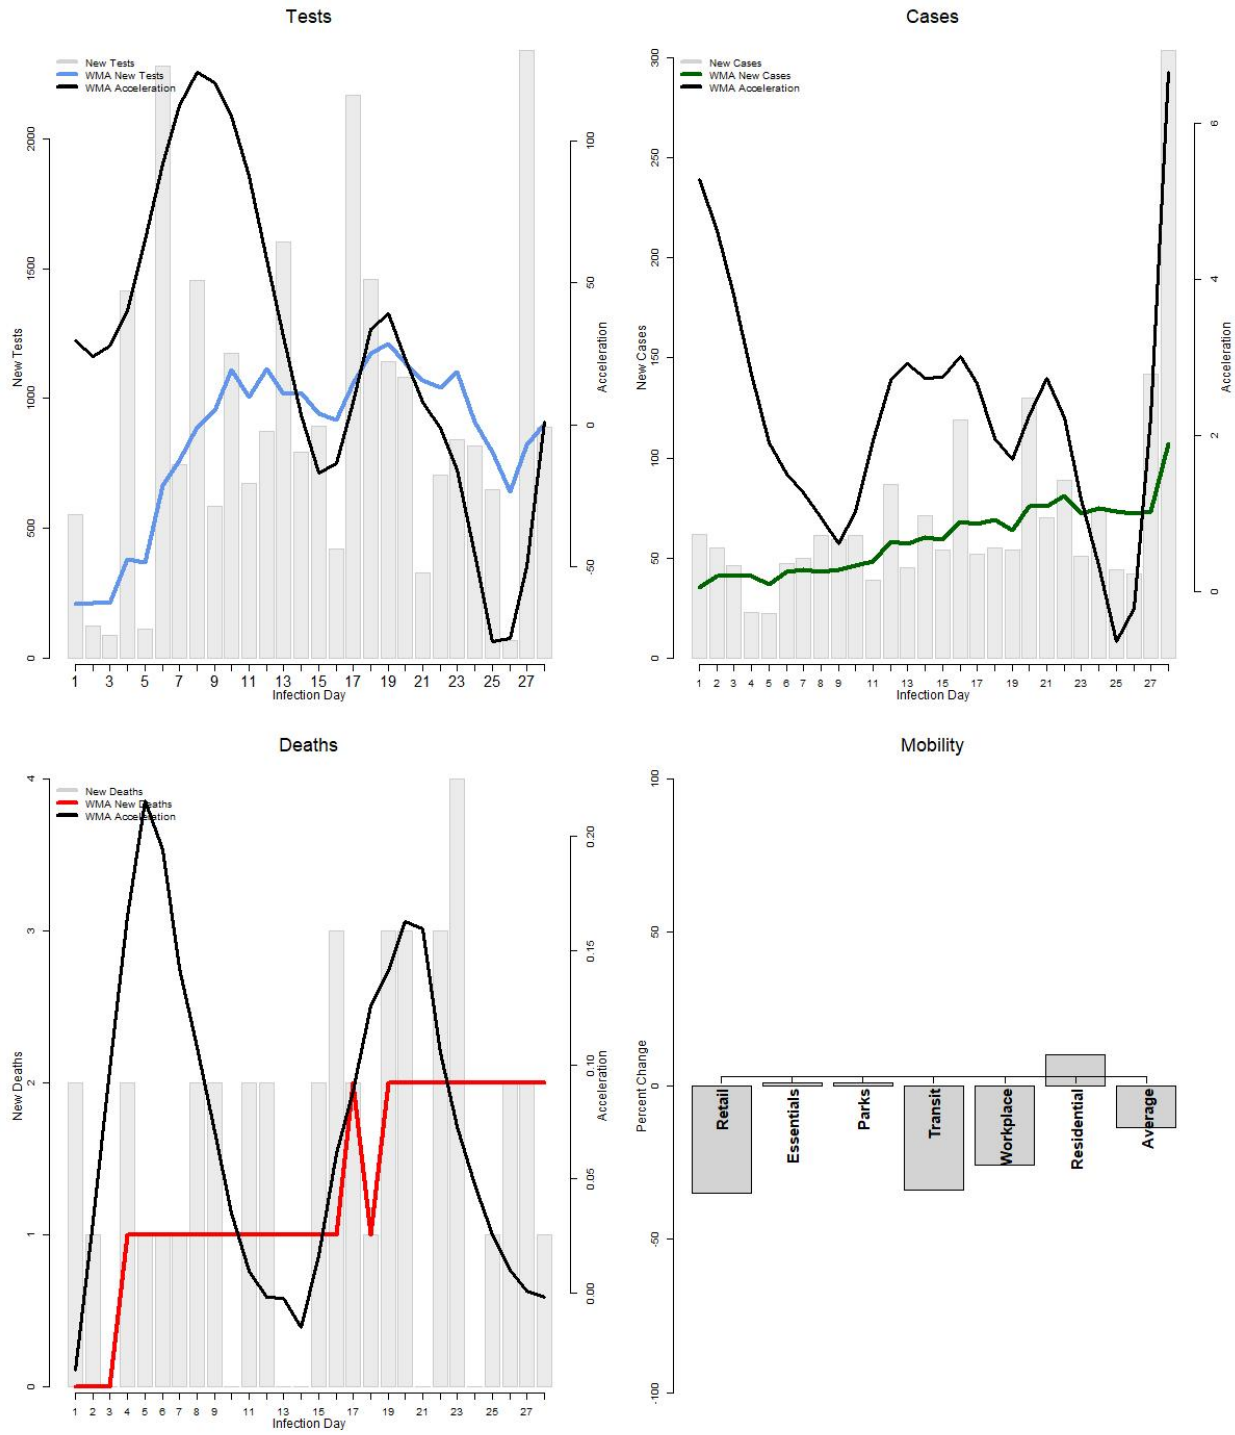 Tests
New Tests
WMA New Tests
WMA Acceleration
New Tests
0
500
1000
1500
2000
Acceleration
-50
0
50
100
1 3 5 7 9 11 13 15 17 19 21 23 25 27
Infection Day
Cases
New Cases
WMA New Cases
WMA Acceleration
New Cases
0
50
100
150
200
250
300
Acceleration
0
2
4
6
1 2 3 4 5 6 7 8 9 11 13 15 17 19 21 23 25 27
Infection Day
Deaths
New Deaths
WMA New Deaths
WMA Acceleration
New Deaths
0
1
2
3
4
Acceleration
0.00
0.05
0.10
0.15
0.20
1 2 3 4 5 6 7 8 9 11 13 15 17 19 21 23 25 27
Infection Day
Mobility
Percent Change
-100
-50
0
50
100
Retail
Essentials
Parks
Transit
Workplace
Residential
Average